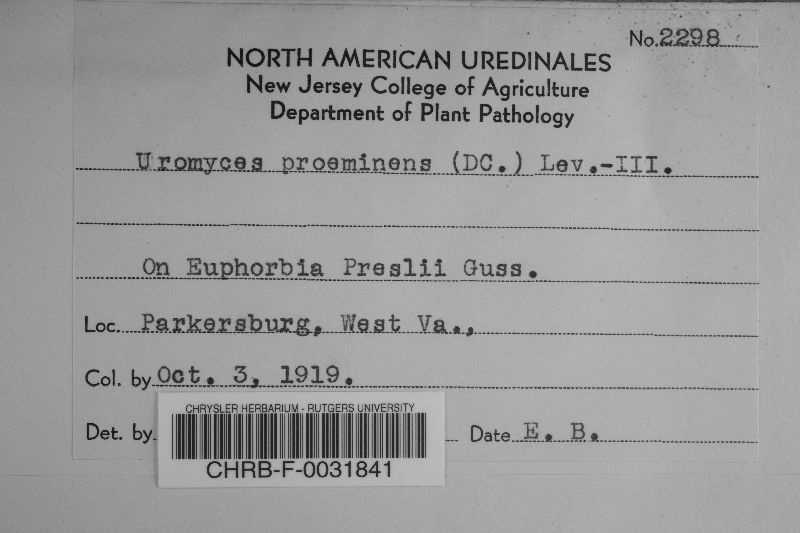 No. 2298
NORTH AMERICAN UREDINALES
New Jersey College of Agriculture
Department of Plant Pathology
Uromyces proeminens (DC.) Lev.-III.
On Euphorbia Preslii Guss.
Loc. Parkersburg, West Va.,
Col. by Oct. 3, 1919.
Det. by Date E. B.
CHRYSLER HERBARIUM - RUTGERS UNIVERSITY
CHRB-F-0031841